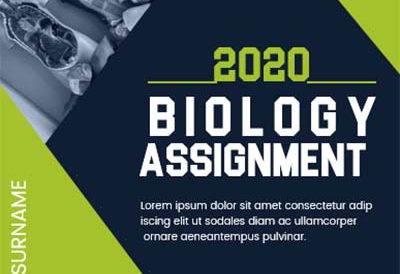 2020
BIOLOGY
ASSIGNMENT
Lorem ipsum dolor sit amet consectetur adip
iscing elit ut sodales diam ac ullamcorper
ornare aeneantempus pulvinar.
SURNAME